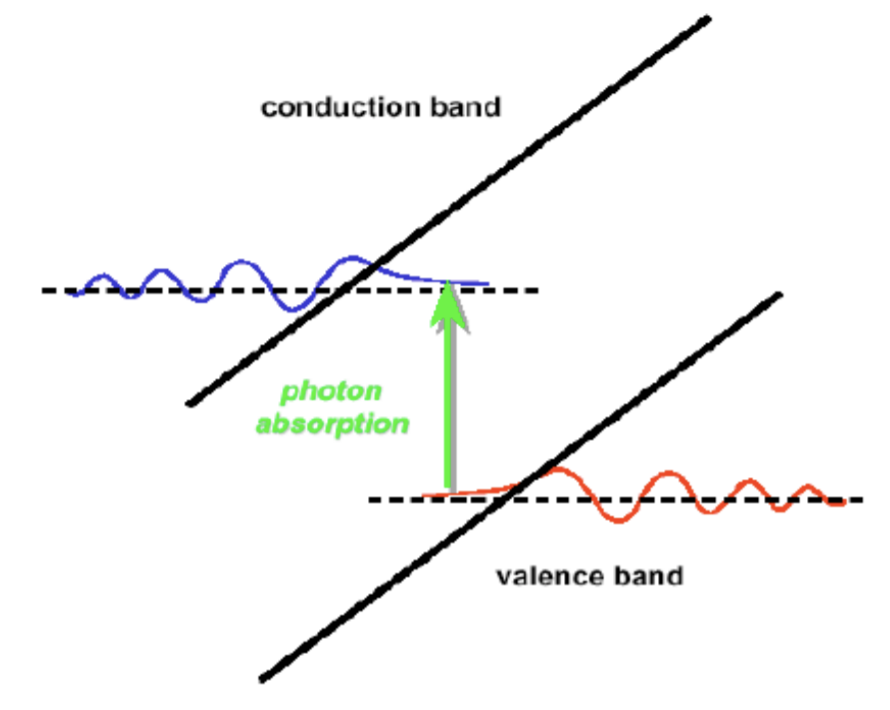 conduction band
photon
absorption
valence band